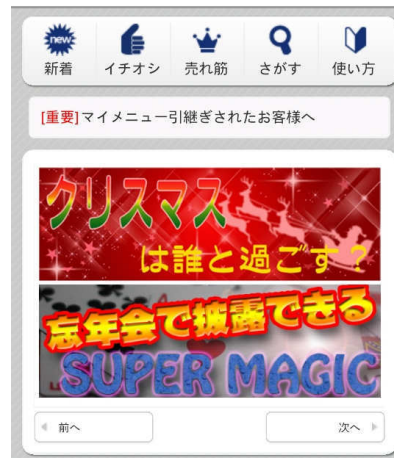 new
新着 イチオシ 売れ筋 さがす 使い方
[重要]マイメニュー引継ぎされたお客様へ
クリスマス
は誰と過ごす?
忘年会で披露できる
SUPER MAGIC
前へ 次へ